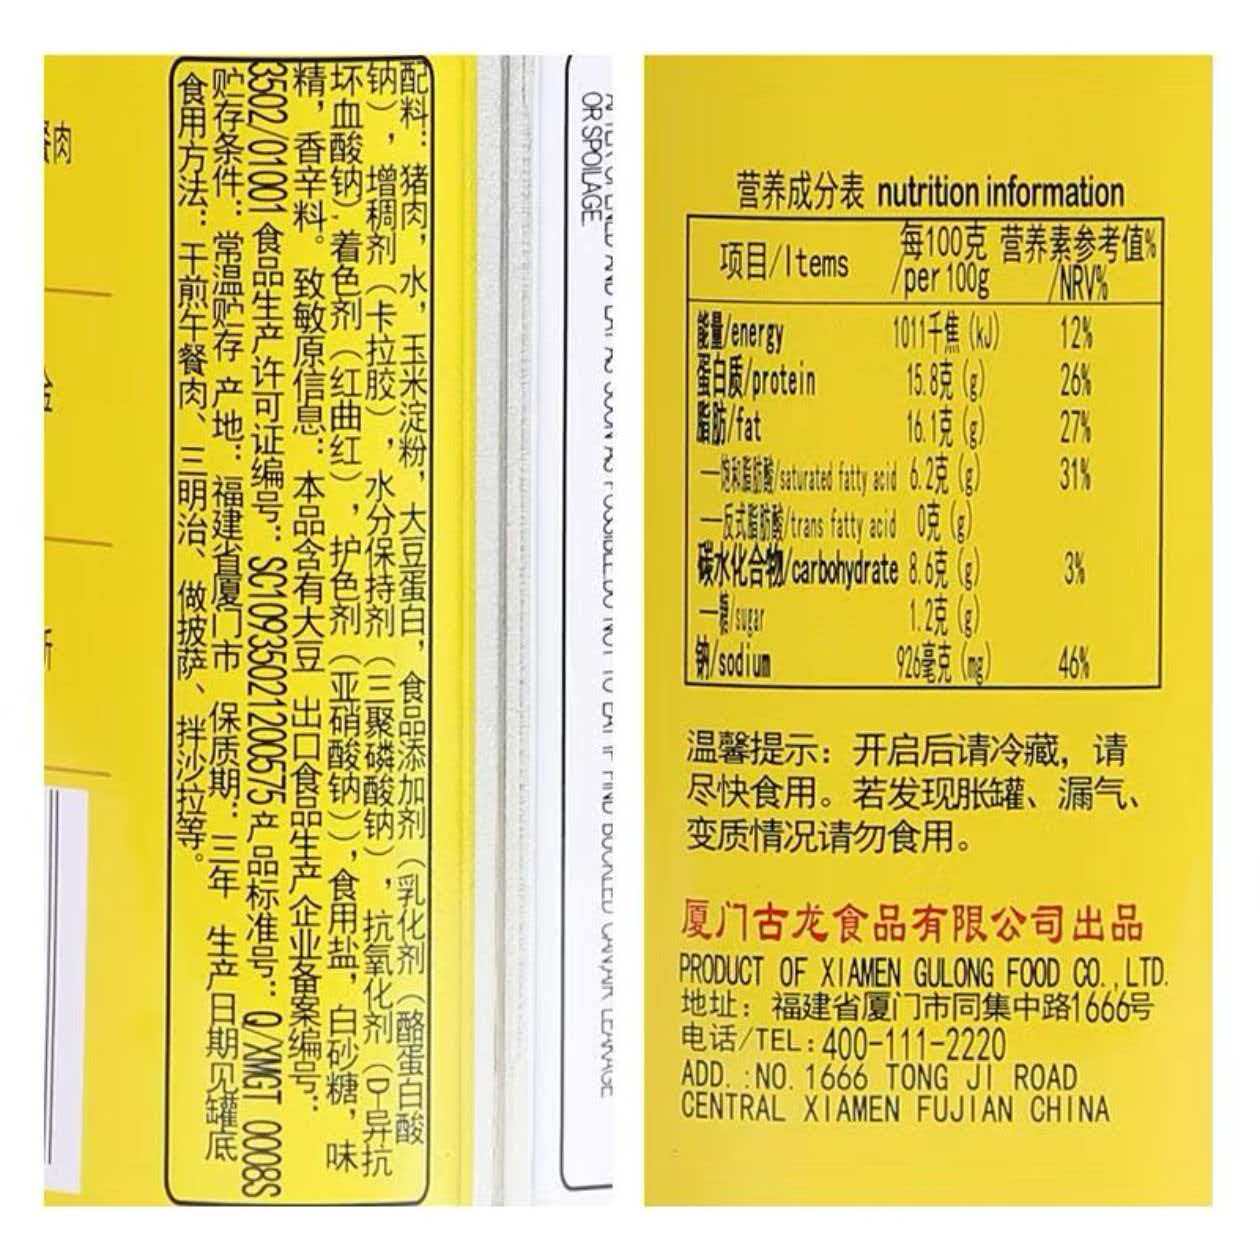 餐肉
配料：猪肉，水，玉米淀粉，大豆蛋白，食品添加剂（乳化剂（酪蛋白酸
钠），增稠剂（卡拉胶），水分保持剂（三聚磷酸钠），抗氧化剂（D-异抗
坏血酸钠），着色剂（红曲红），护色剂（亚硝酸钠）），食用盐，白砂糖，味
精，香辛料。致敏原信息：本品含有大豆 出口食品生产企业备案编号：
3502/01001 食品生产许可证编号：SC10935021200575 产品标准号：Q/XMGT 0008S
贮存条件：常温贮存 产地：福建省厦门市 保质期：三年 生产日期见罐底
食用方法：干煎午餐肉、三明治、做披萨、拌沙拉等。
OR SPOILAGE
营养成分表 nutrition information
项目/Items 每100克/per 100g 营养素参考值%/NRV%
能量/energy 1011千焦(kJ) 12%
蛋白质/protein 15.8克(g) 26%
脂肪/fat 16.1克(g) 27%
—饱和脂肪酸/saturated fatty acid 6.2克(g) 31%
—反式脂肪酸/trans fatty acid 0克(g)
碳水化合物/carbohydrate 8.6克(g) 3%
—糖/sugar 1.2克(g)
钠/sodium 926毫克(mg) 46%
温馨提示：开启后请冷藏，请
尽快食用。若发现胀罐、漏气、
变质情况请勿食用。
厦门古龙食品有限公司出品
PRODUCT OF XIAMEN GULONG FOOD CO.,LTD.
地址：福建省厦门市同集中路1666号
电话/TEL:400-111-2220
ADD.:NO.1666 TONG JI ROAD
CENTRAL XIAMEN FUJIAN CHINA